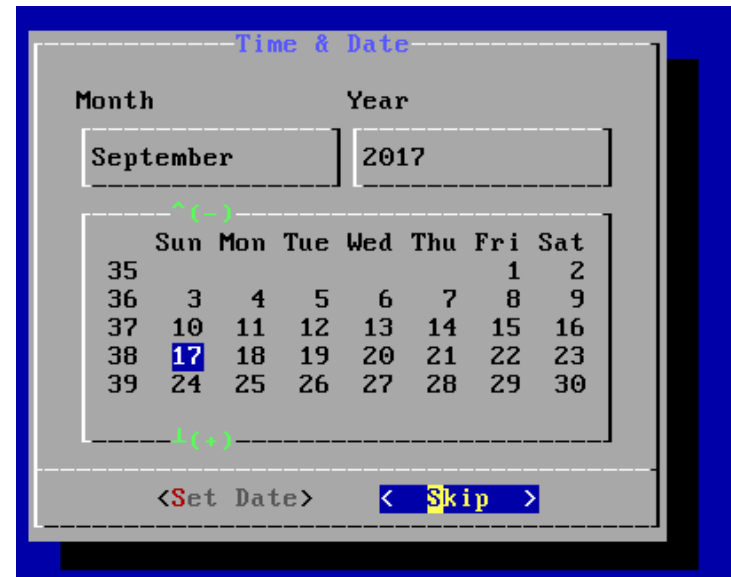 Time & Date
Month Year
September 2017
^(-)
Sun Mon Tue Wed Thu Fri Sat
35 1 2
36 3 4 5 6 7 8 9
37 10 11 12 13 14 15 16
38 17 18 19 20 21 22 23
39 24 25 26 27 28 29 30
┴(+)
<Set Date> < Skip >